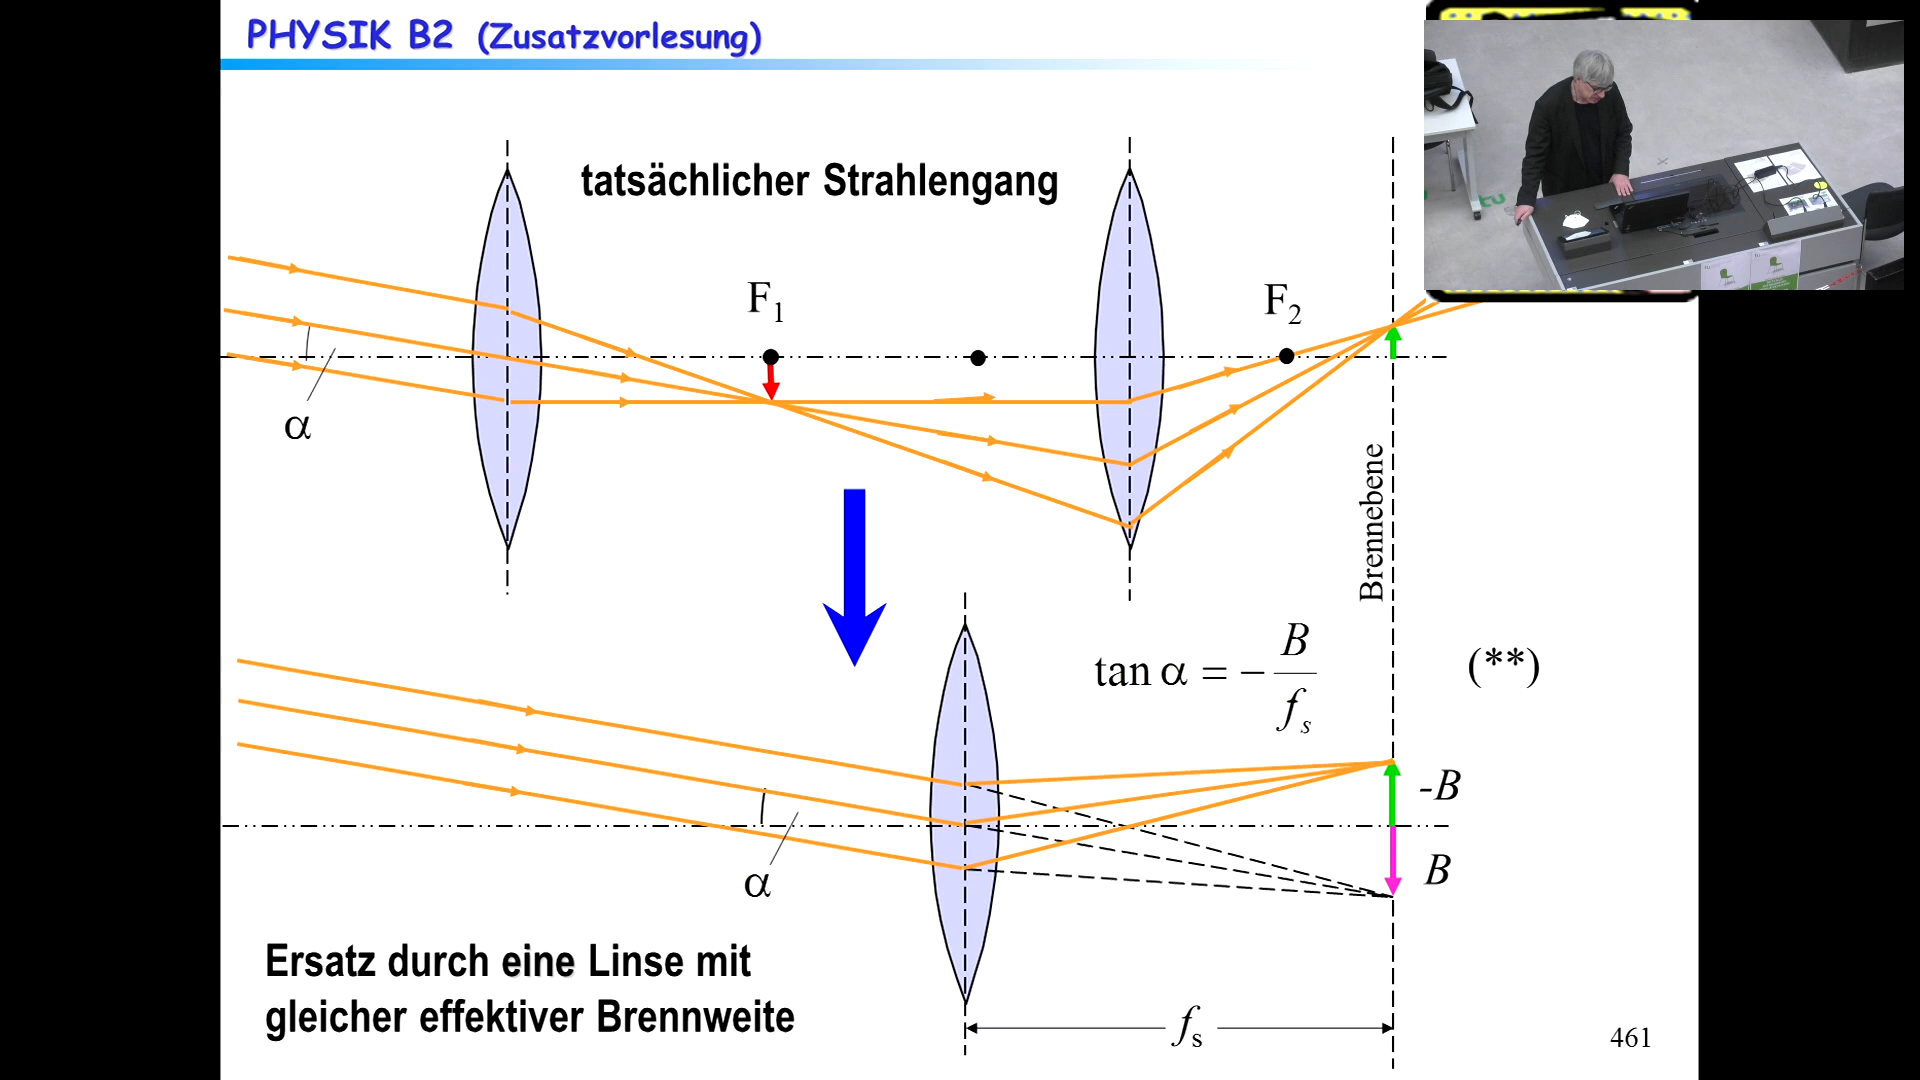 PHYSIK B2 (Zusatzvorlesung)
tatsächlicher Strahlengang
F1
F2
α
Brennebene
tan α = − B / fs
(**)
-B
α
B
Ersatz durch eine Linse mit
gleicher effektiver Brennweite
fs
461